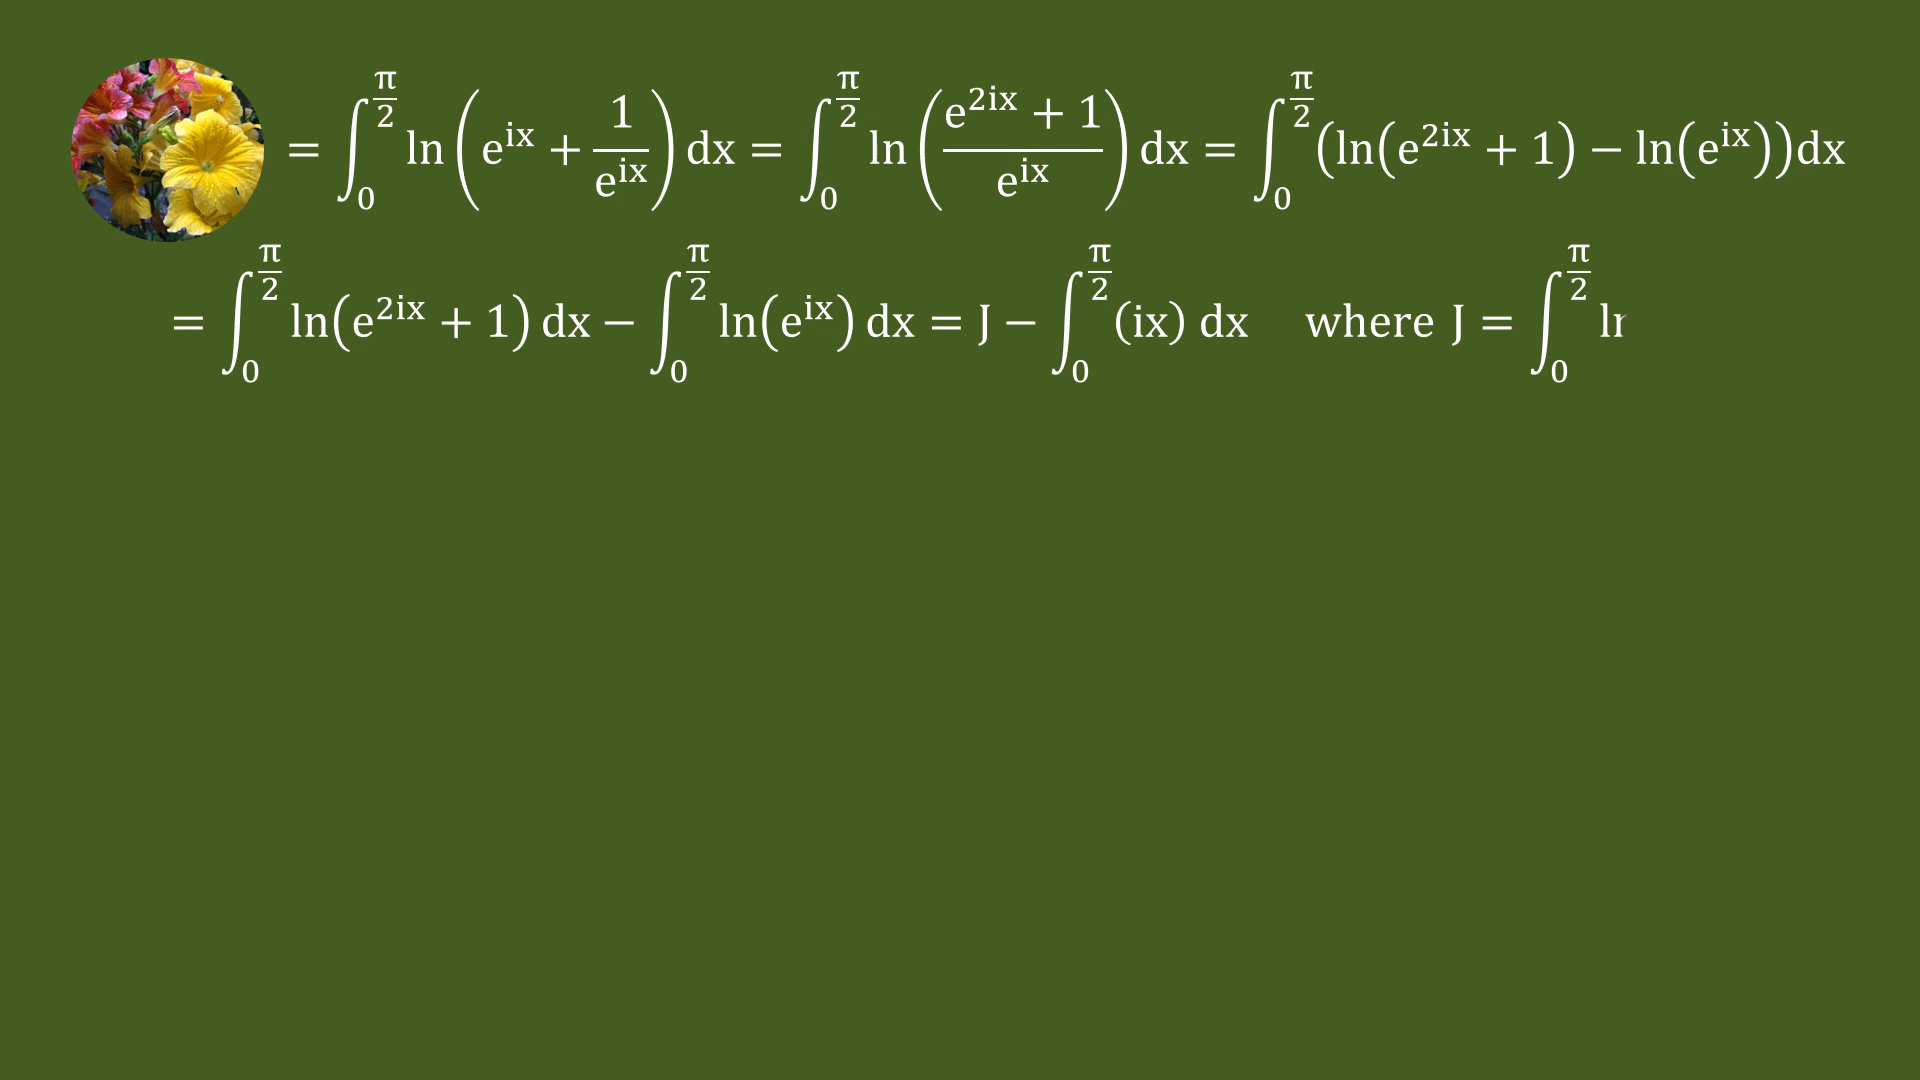 = ∫₀^(π/2) ln(e^(ix) + 1/e^(ix)) dx = ∫₀^(π/2) ln((e^(2ix) + 1)/e^(ix)) dx = ∫₀^(π/2) (ln(e^(2ix) + 1) − ln(e^(ix)))dx
= ∫₀^(π/2) ln(e^(2ix) + 1) dx − ∫₀^(π/2) ln(e^(ix)) dx = J − ∫₀^(π/2) (ix) dx where J = ∫₀^(π/2)